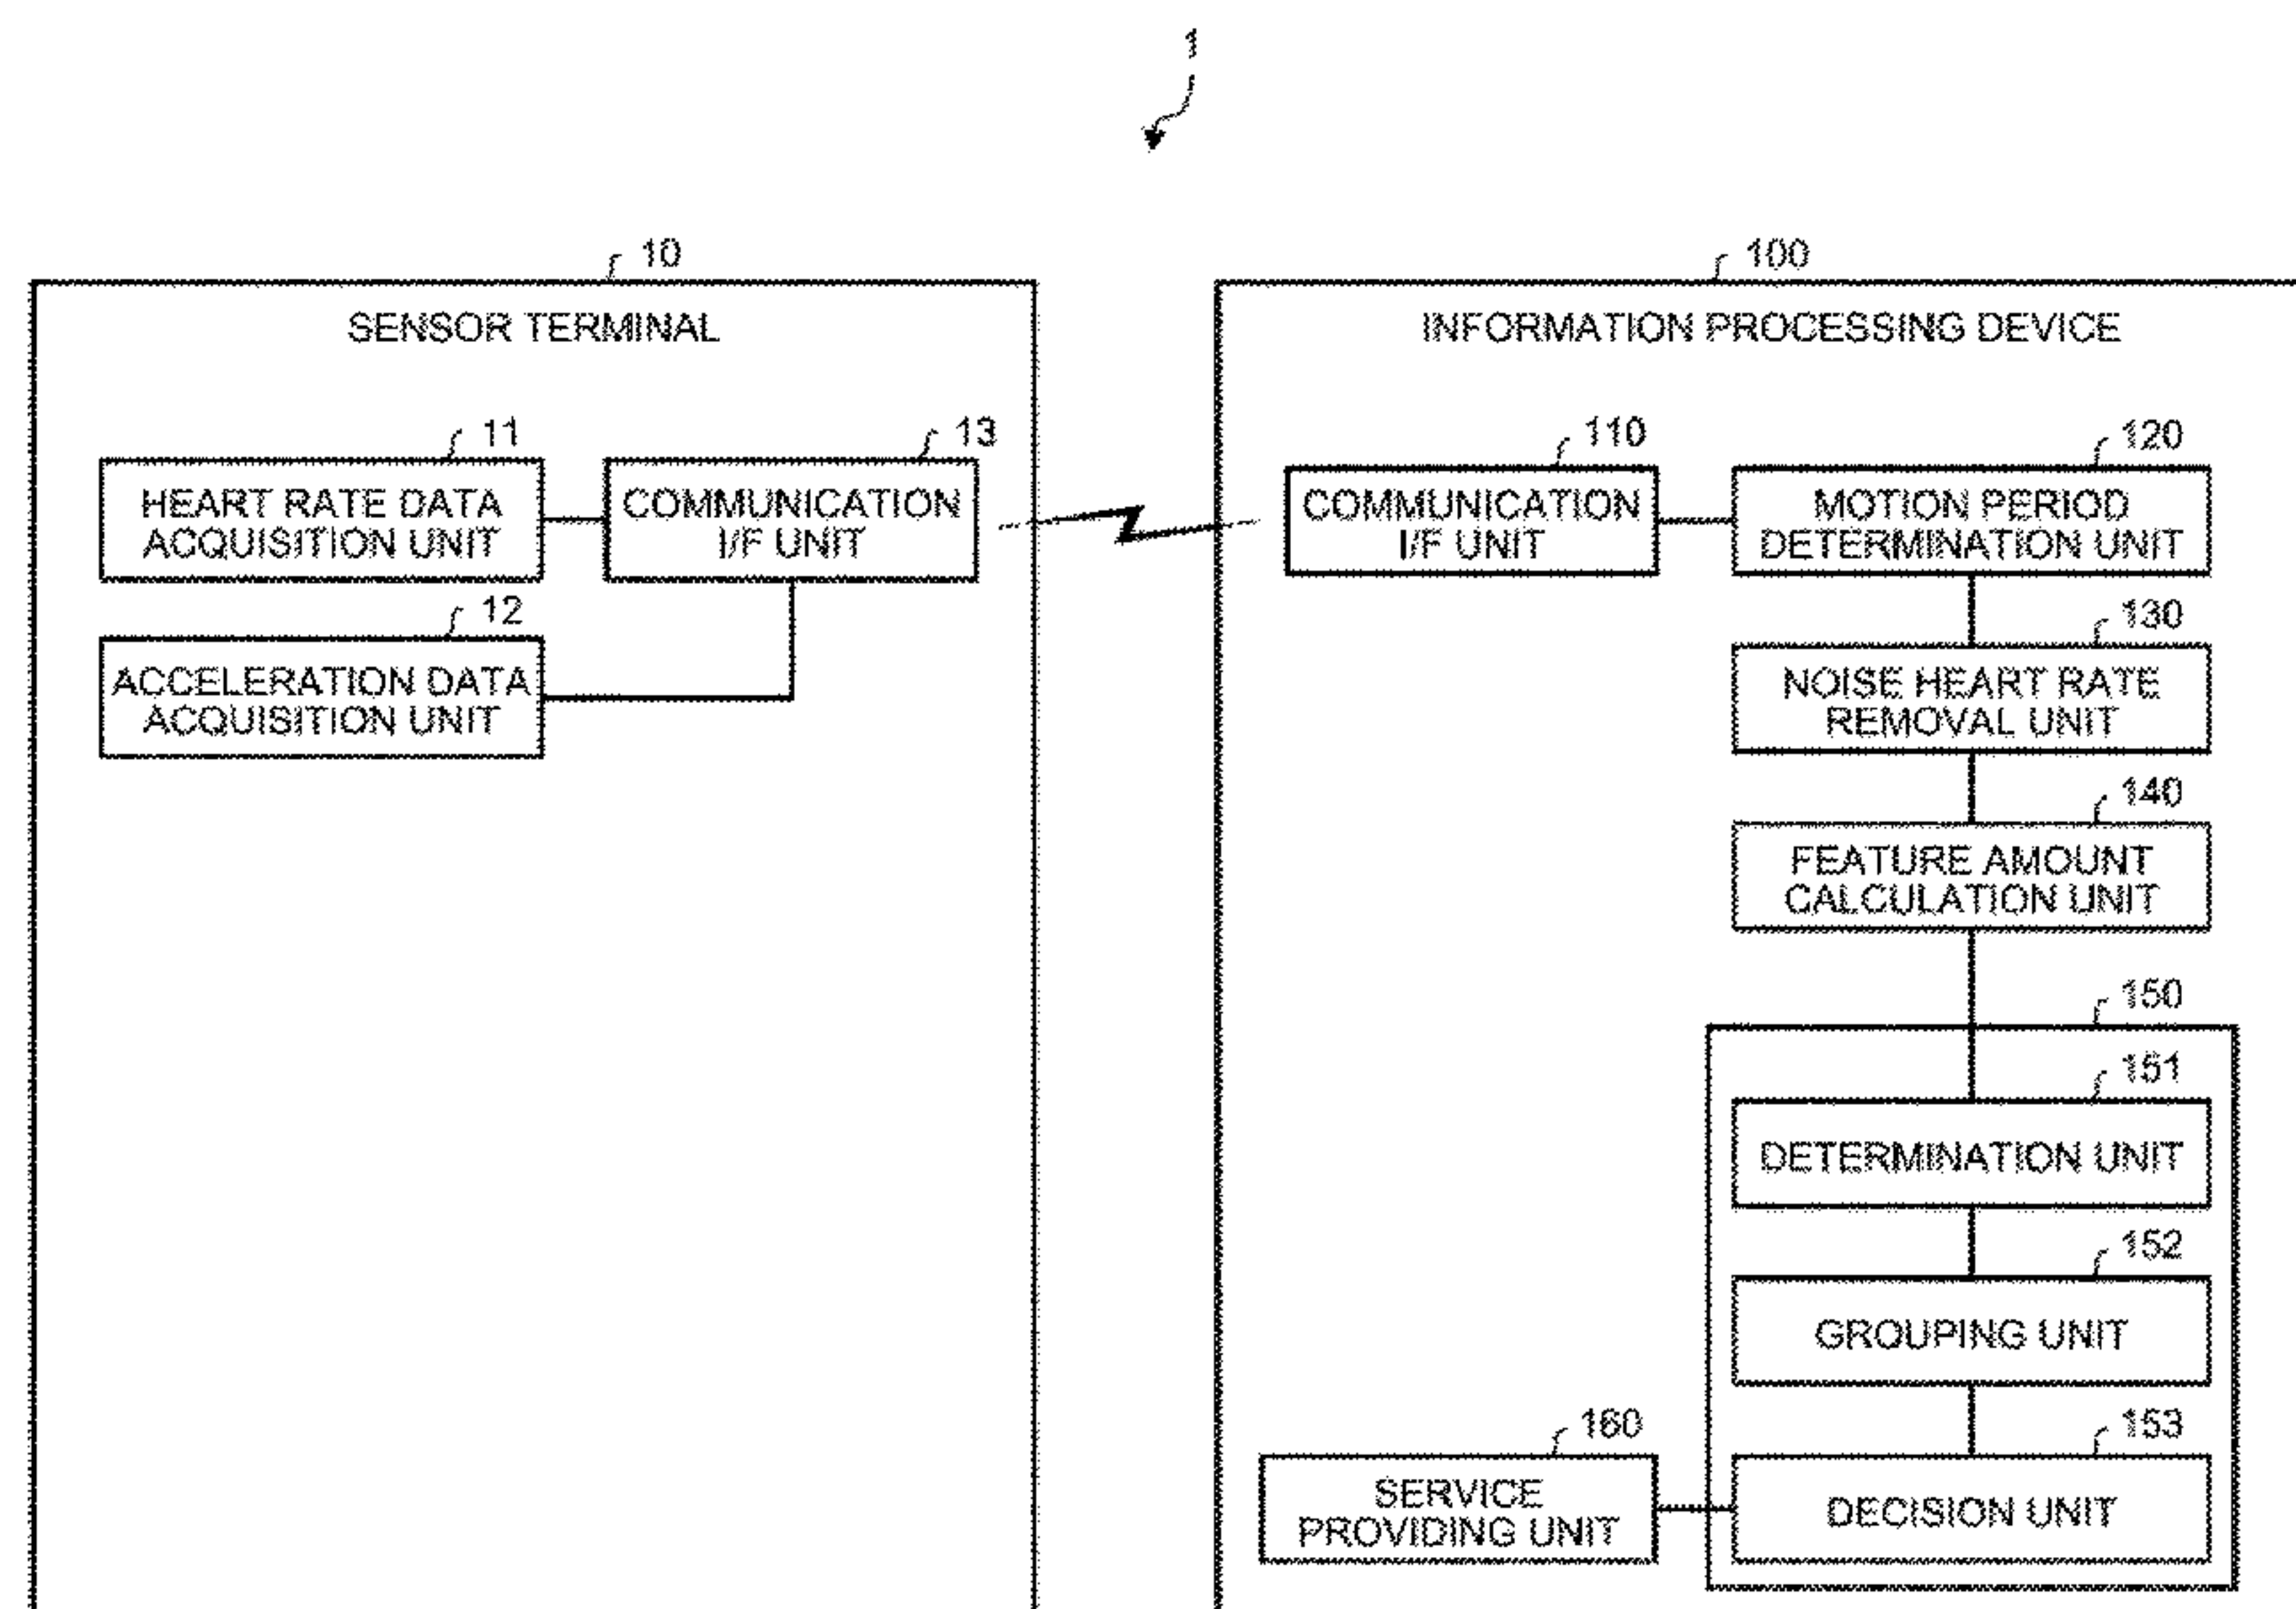 1
10
SENSOR TERMINAL
11
HEART RATE DATA
ACQUISITION UNIT
13
COMMUNICATION
I/F UNIT
12
ACCELERATION DATA
ACQUISITION UNIT
100
INFORMATION PROCESSING DEVICE
110
COMMUNICATION
I/F UNIT
120
MOTION PERIOD
DETERMINATION UNIT
130
NOISE HEART RATE
REMOVAL UNIT
140
FEATURE AMOUNT
CALCULATION UNIT
150
151
DETERMINATION UNIT
152
GROUPING UNIT
153
DECISION UNIT
160
SERVICE
PROVIDING UNIT